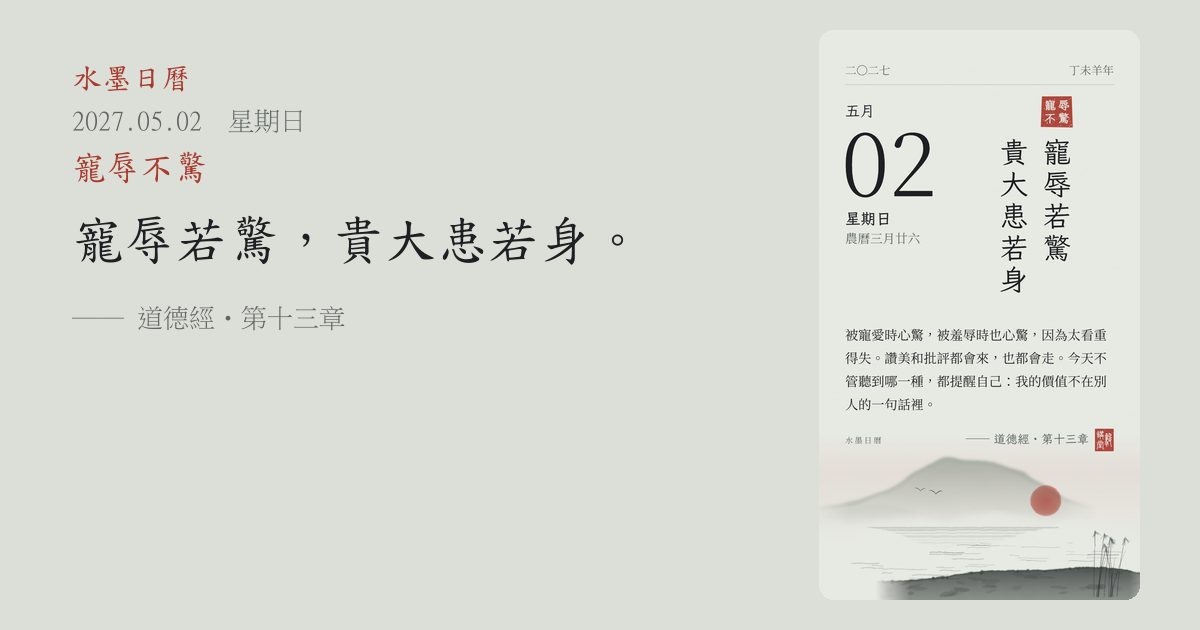 水墨日曆
2027.05.02 星期日
寵辱不驚
寵辱若驚，貴大患若身。
—— 道德經・第十三章
二〇二七
丁未羊年
五月
02
星期日
農曆三月廿六
寵辱不驚
寵辱若驚
貴大患若身
被寵愛時心驚，被羞辱時也心驚，因為太看重
得失。讚美和批評都會來，也都會走。今天不
管聽到哪一種，都提醒自己：我的價值不在別
人的一句話裡。
水墨日曆
—— 道德經・第十三章